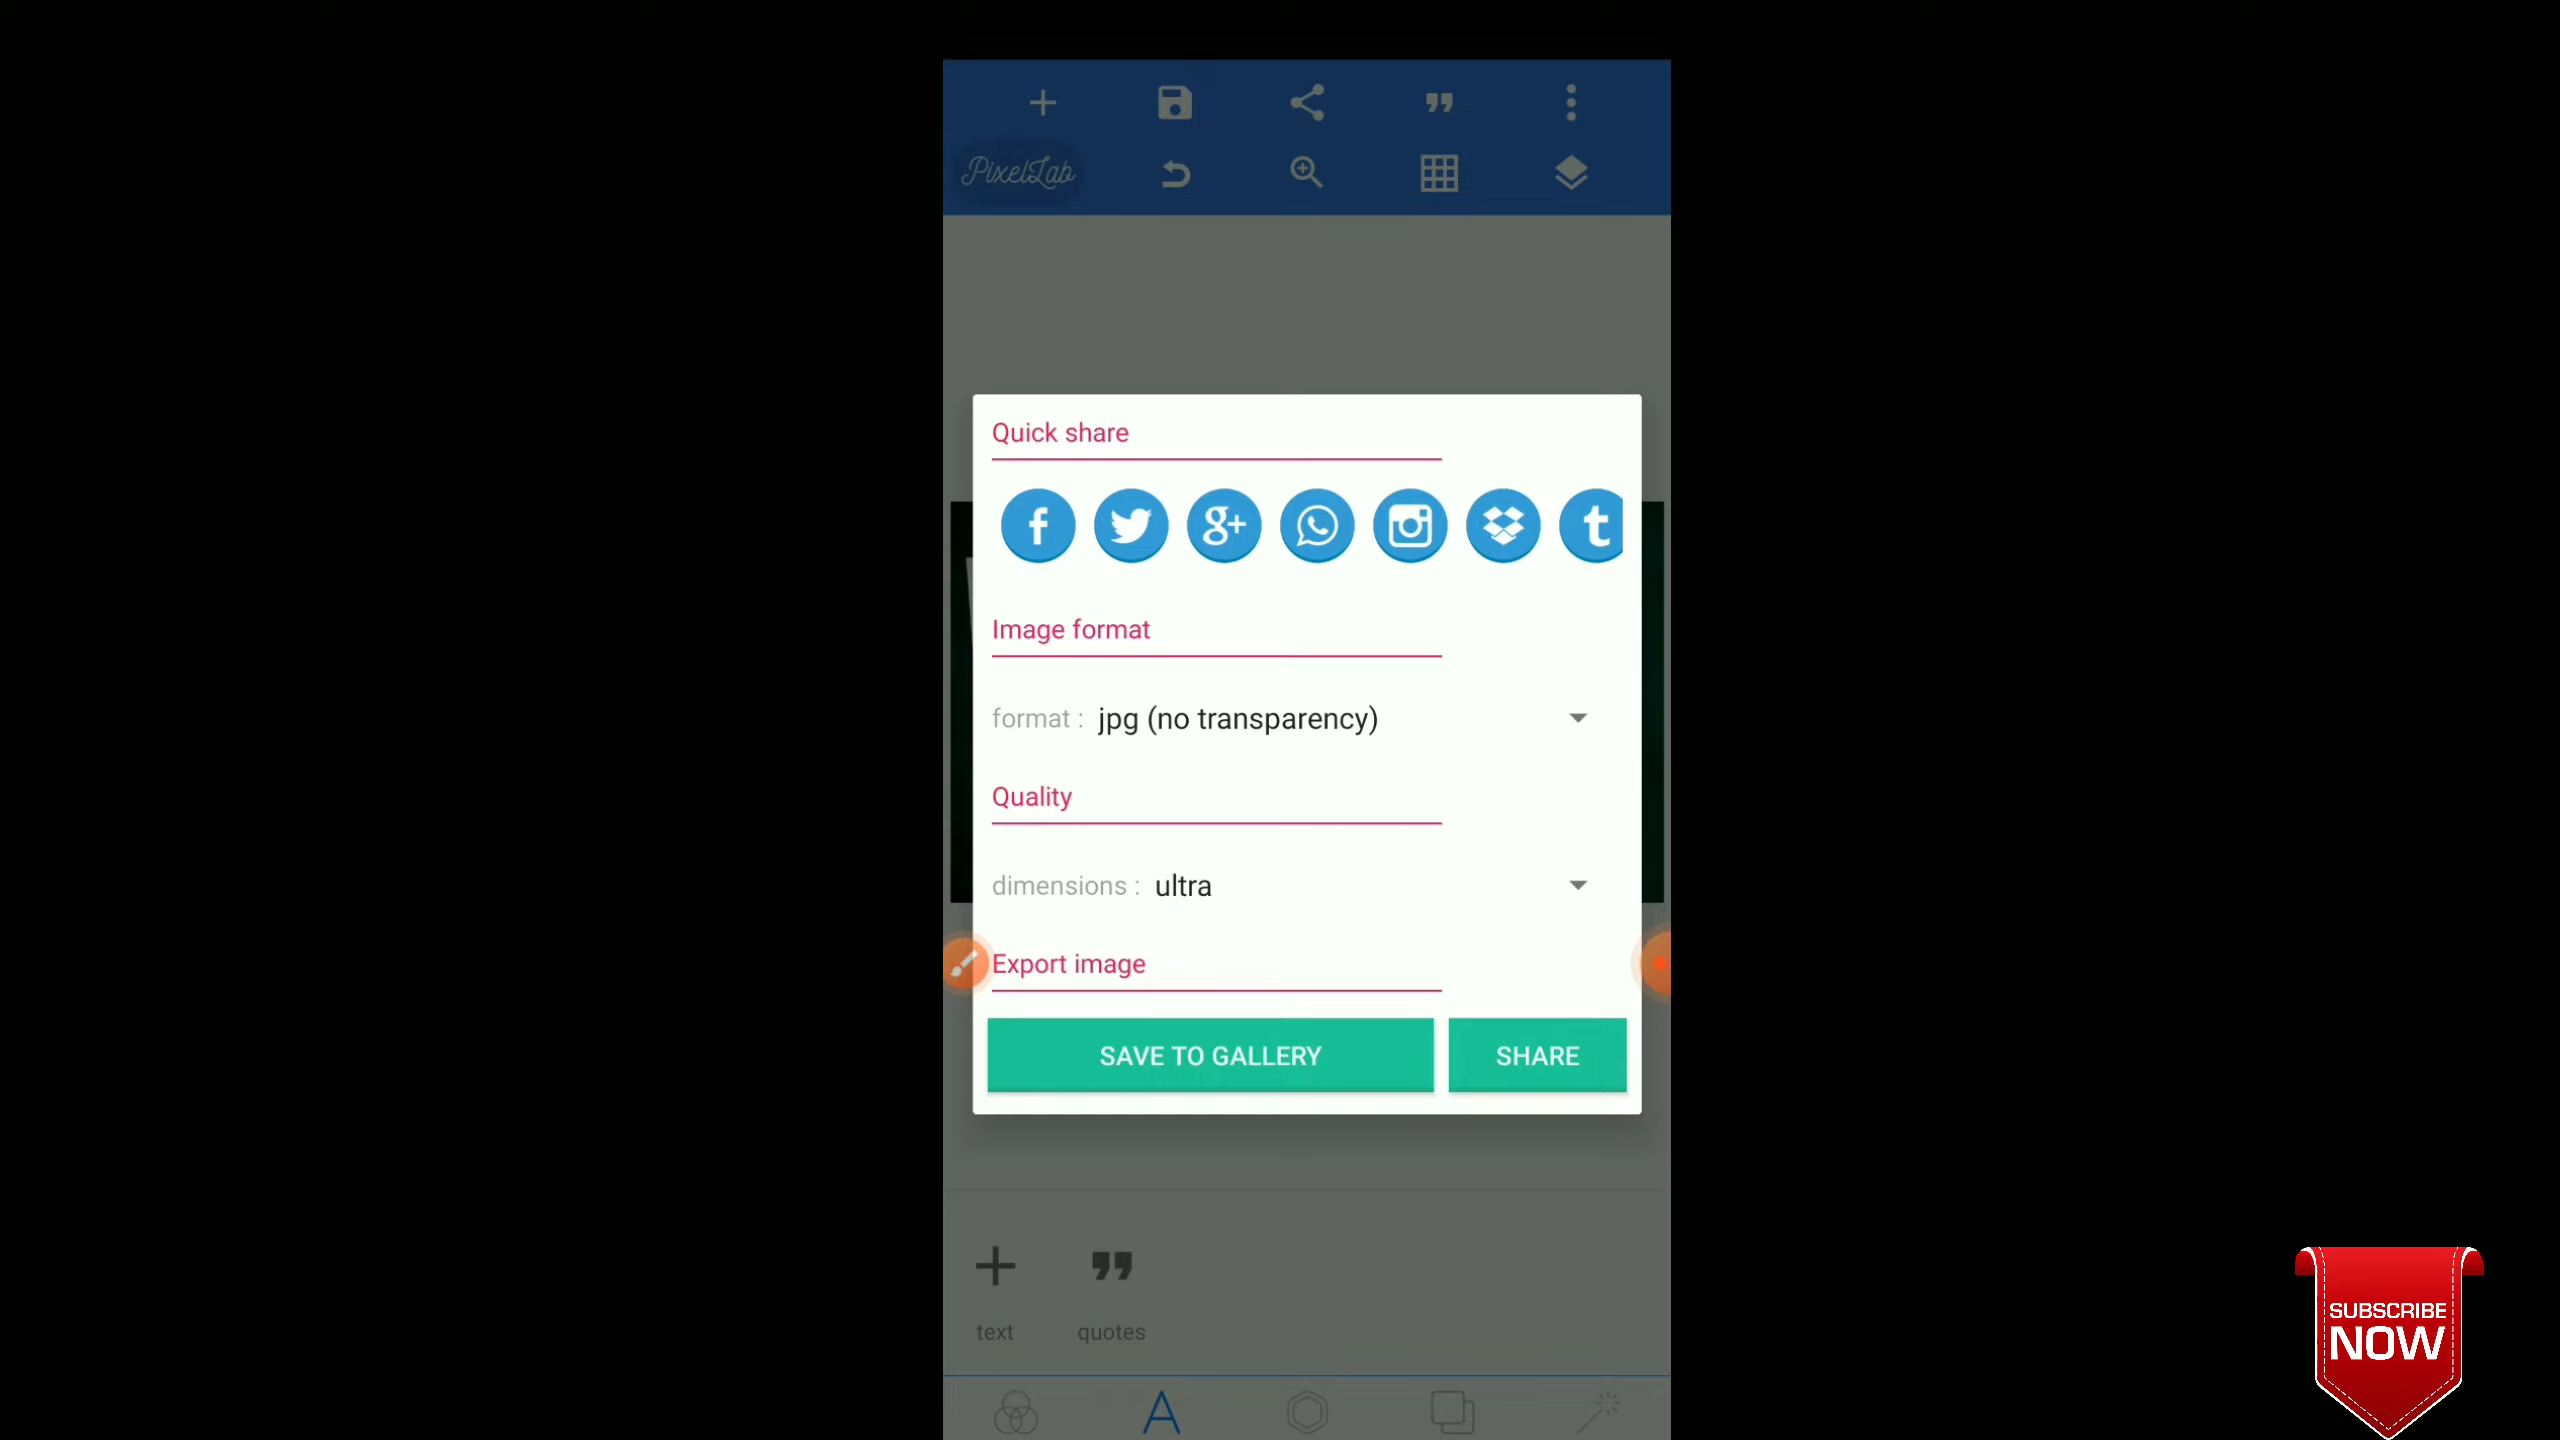 PixelLab
Quick share
Image format
format : jpg (no transparency)
Quality
dimensions : ultra
Export image
SAVE TO GALLERY SHARE
text quotes
SUBSCRIBE
NOW